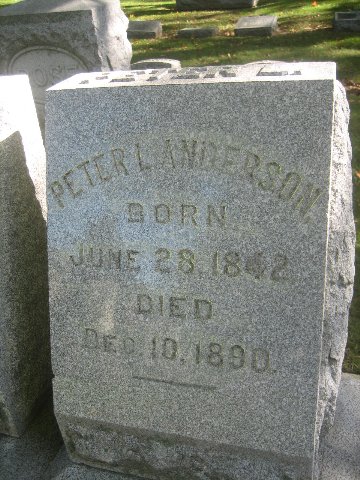 PETER L. ANDERSON
BORN
JUNE 28, 1842
DIED
DEC 10, 1890.